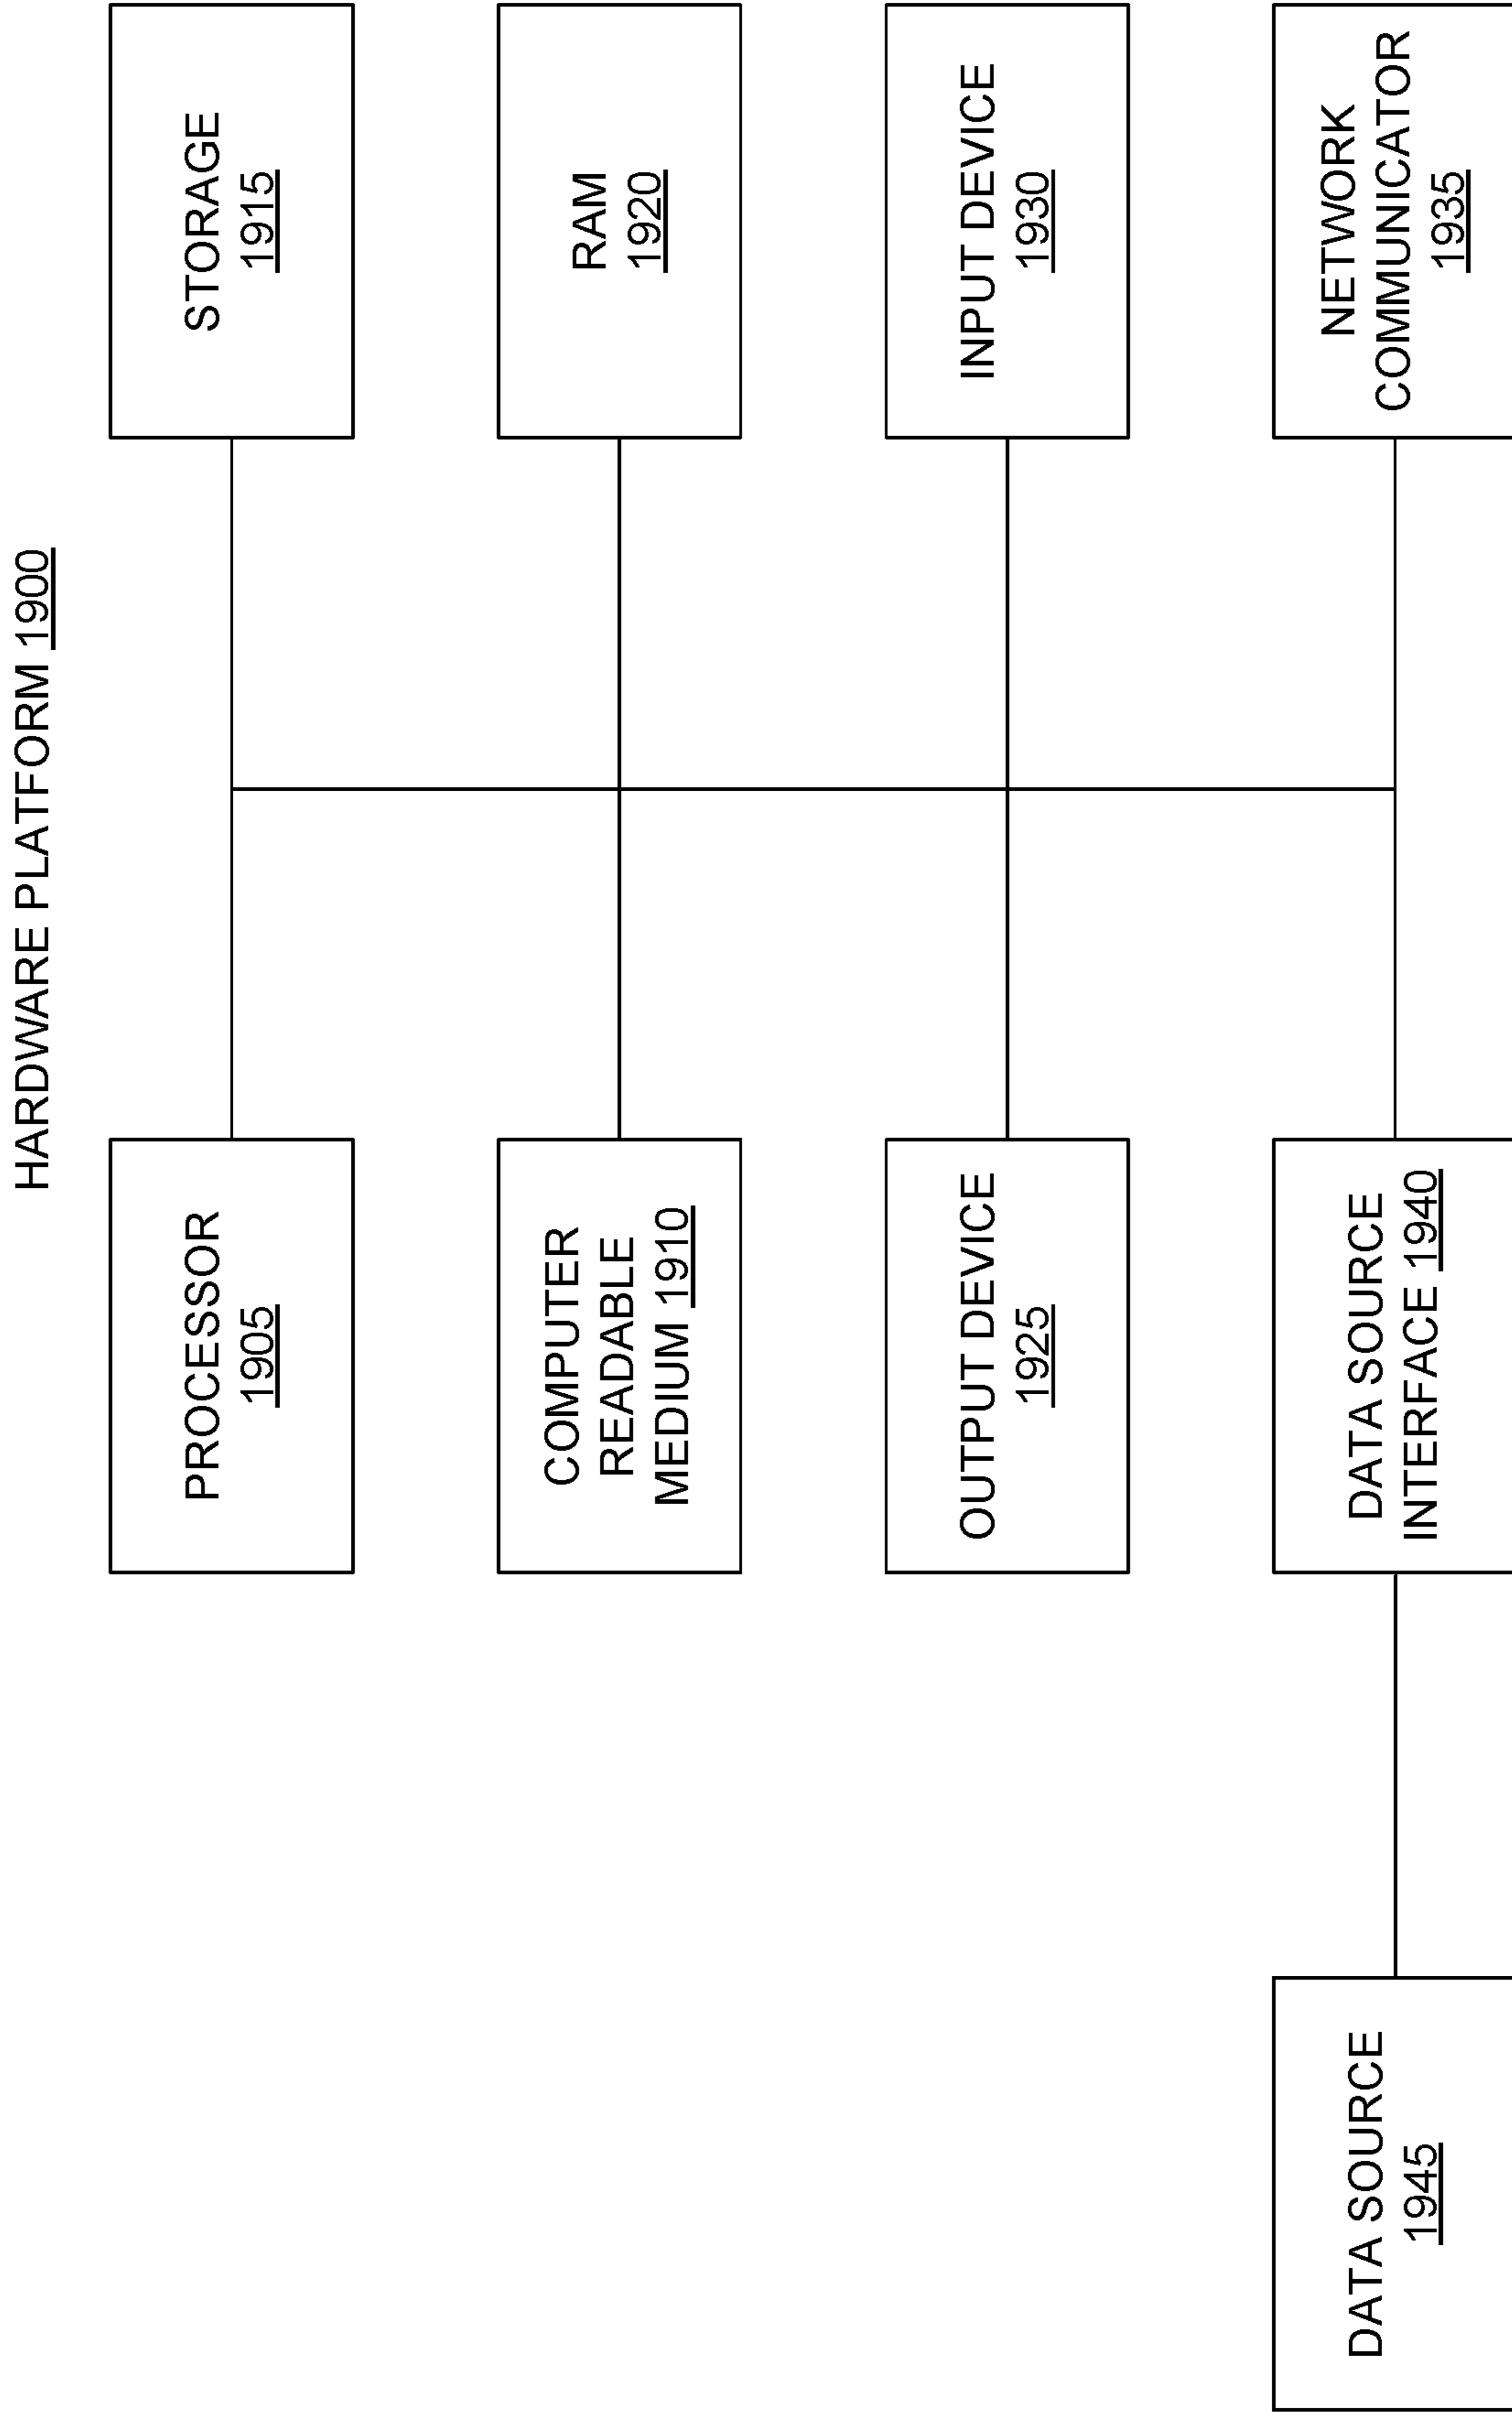 HARDWARE PLATFORM 1900
PROCESSOR
1905
STORAGE
1915
COMPUTER
READABLE
MEDIUM 1910
RAM
1920
OUTPUT DEVICE
1925
INPUT DEVICE
1930
DATA SOURCE
1945
DATA SOURCE
INTERFACE 1940
NETWORK
COMMUNICATOR
1935